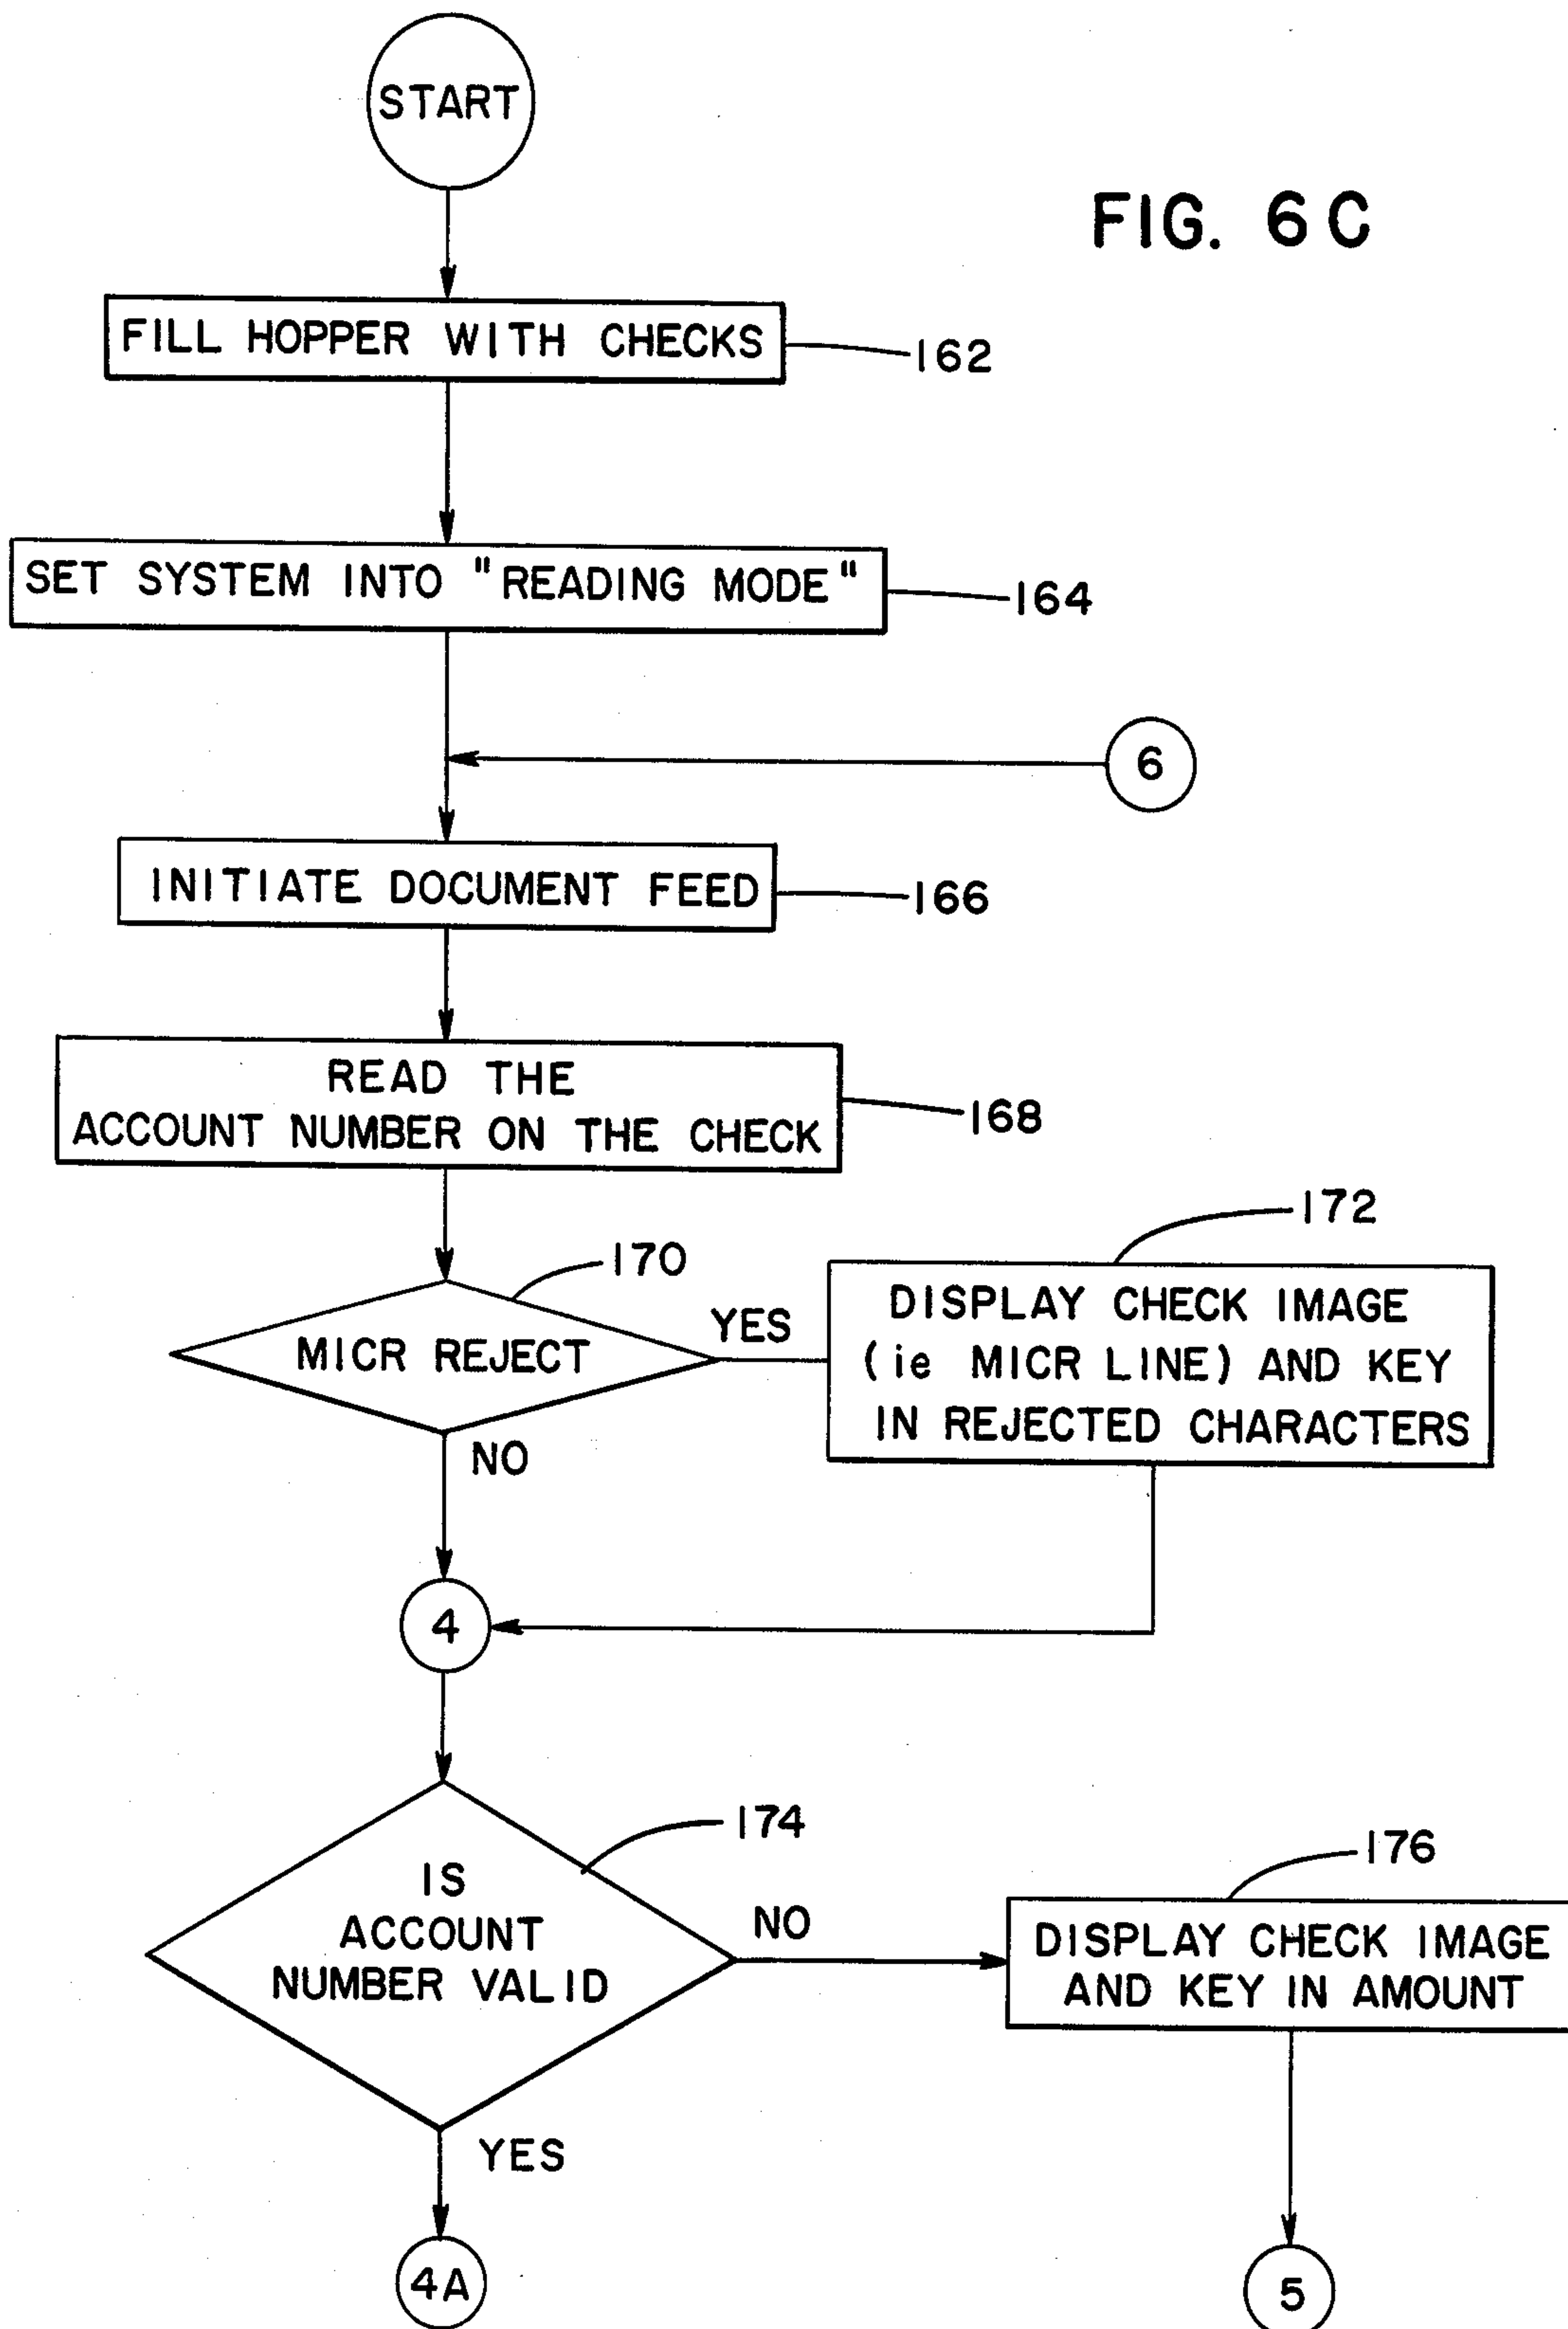 START
FIG. 6C
FILL HOPPER WITH CHECKS
162
SET SYSTEM INTO "READING MODE"
164
6
INITIATE DOCUMENT FEED
166
READ THE
ACCOUNT NUMBER ON THE CHECK
168
170
MICR REJECT
YES
NO
172
DISPLAY CHECK IMAGE
(ie MICR LINE) AND KEY
IN REJECTED CHARACTERS
4
174
IS
ACCOUNT
NUMBER VALID
NO
YES
176
DISPLAY CHECK IMAGE
AND KEY IN AMOUNT
4A
5